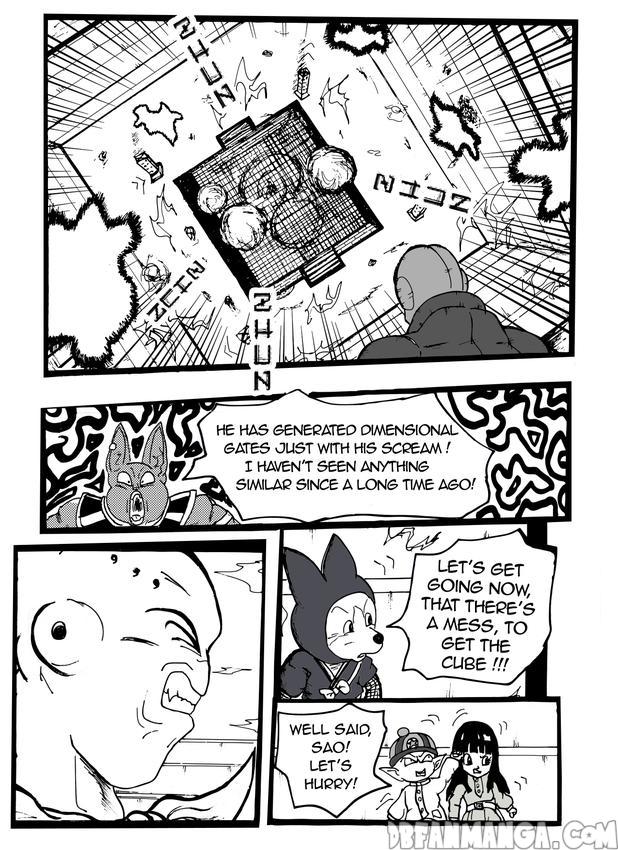 ZHUN
ZHUN
ZHUN
ZHUN
HE HAS GENERATED DIMENSIONAL
GATES JUST WITH HIS SCREAM!
I HAVEN'T SEEN ANYTHING
SIMILAR SINCE A LONG TIME AGO!
LET'S GET
GOING NOW,
THAT THERE'S
A MESS, TO
GET THE
CUBE !!!
WELL SAID,
SAO!
LET'S
HURRY!
DBFANMANGA.COM